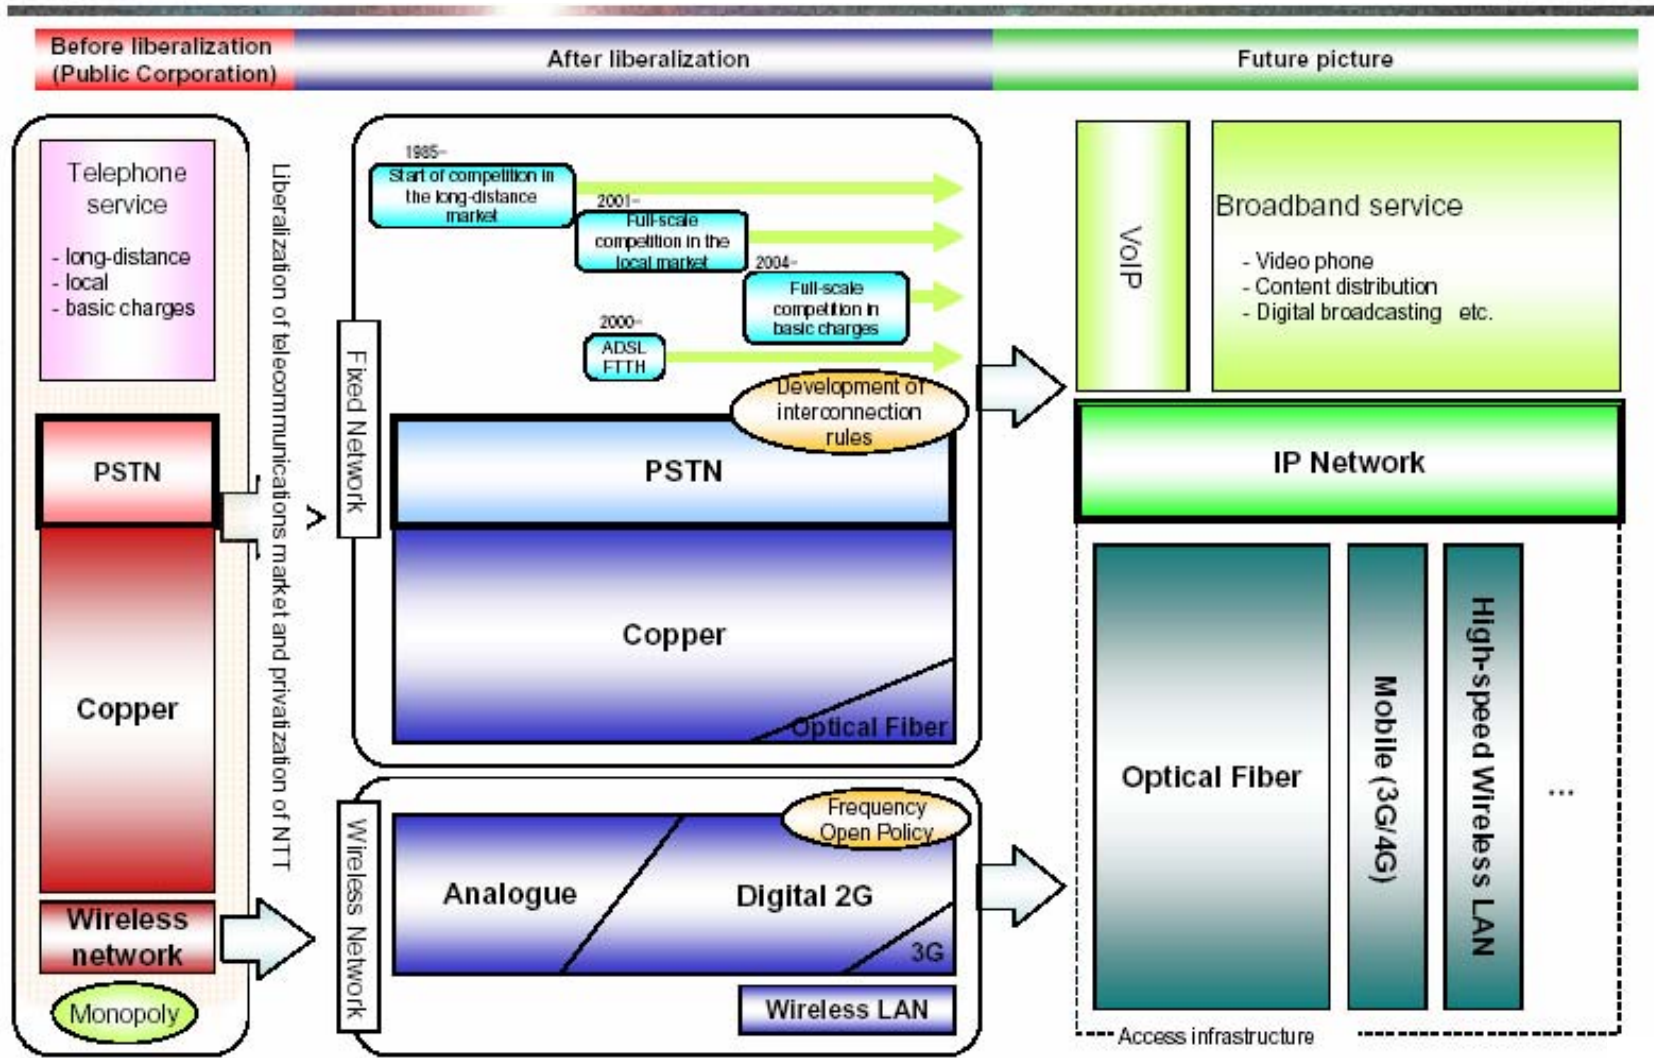 Before liberalization
(Public Corporation)
After liberalization
Future picture
Telephone
service
- long-distance
- local
- basic charges
PSTN
Copper
Wireless
network
Monopoly
Liberalization of telecommunications market and privatization of NTT
>
Fixed Network
1985-
Start of competition in
the long-distance
market
2001-
Full-scale
competition in the
local market
2004-
Full-scale
competition in
basic charges
2000-
ADSL
FTTH
Development of
interconnection
rules
PSTN
Copper
Optical Fiber
Wireless Network
Frequency
Open Policy
Analogue
Digital 2G
3G
Wireless LAN
VoIP
Broadband service
- Video phone
- Content distribution
- Digital broadcasting etc.
IP Network
Optical Fiber
Mobile (3G/4G)
High-speed Wireless LAN
...
Access infrastructure